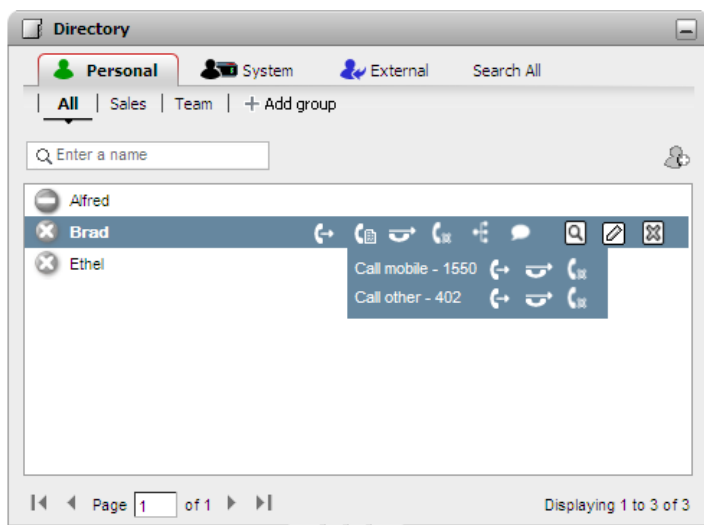 Directory
Personal System External Search All
All Sales Team + Add group
Enter a name
Alfred
Brad
Ethel
Call mobile - 1550
Call other - 402
Page 1 of 1
Displaying 1 to 3 of 3